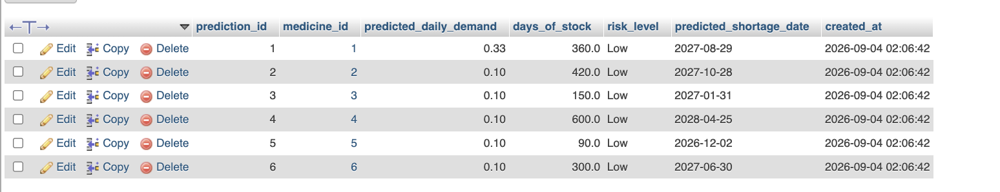 prediction_id medicine_id predicted_daily_demand days_of_stock risk_level predicted_shortage_date created_at
Edit Copy Delete 1 1 0.33 360.0 Low 2027-08-29 2026-09-04 02:06:42
Edit Copy Delete 2 2 0.10 420.0 Low 2027-10-28 2026-09-04 02:06:42
Edit Copy Delete 3 3 0.10 150.0 Low 2027-01-31 2026-09-04 02:06:42
Edit Copy Delete 4 4 0.10 600.0 Low 2028-04-25 2026-09-04 02:06:42
Edit Copy Delete 5 5 0.10 90.0 Low 2026-12-02 2026-09-04 02:06:42
Edit Copy Delete 6 6 0.10 300.0 Low 2027-06-30 2026-09-04 02:06:42